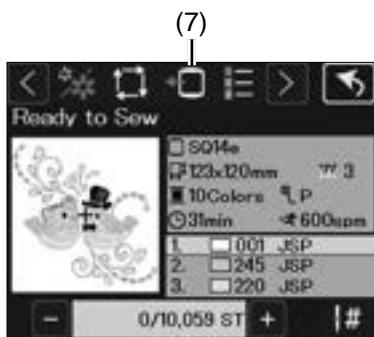 (7)
Ready to Sew
SQ14e
123x120mm 3
10Colors P
31min 600spm
1. 001 JSP
2. 245 JSP
3. 220 JSP
- 0/10,059 ST + #